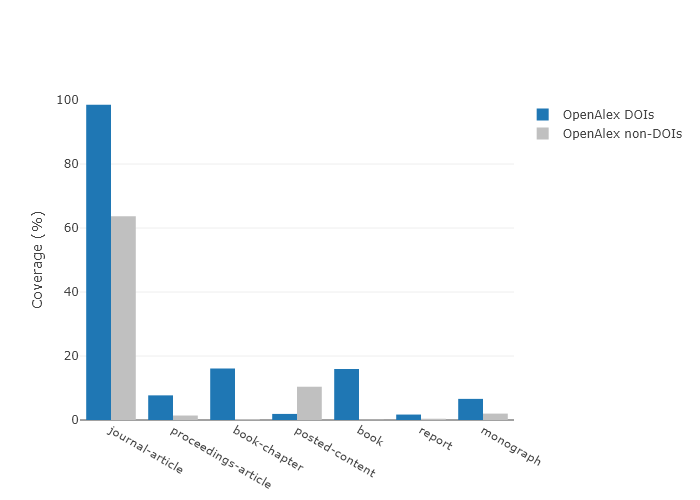 100
80
60
40
20
0
Coverage (%)
journal-article
proceedings-article
book-chapter
posted-content
book
report
monograph
OpenAlex DOIs
OpenAlex non-DOIs